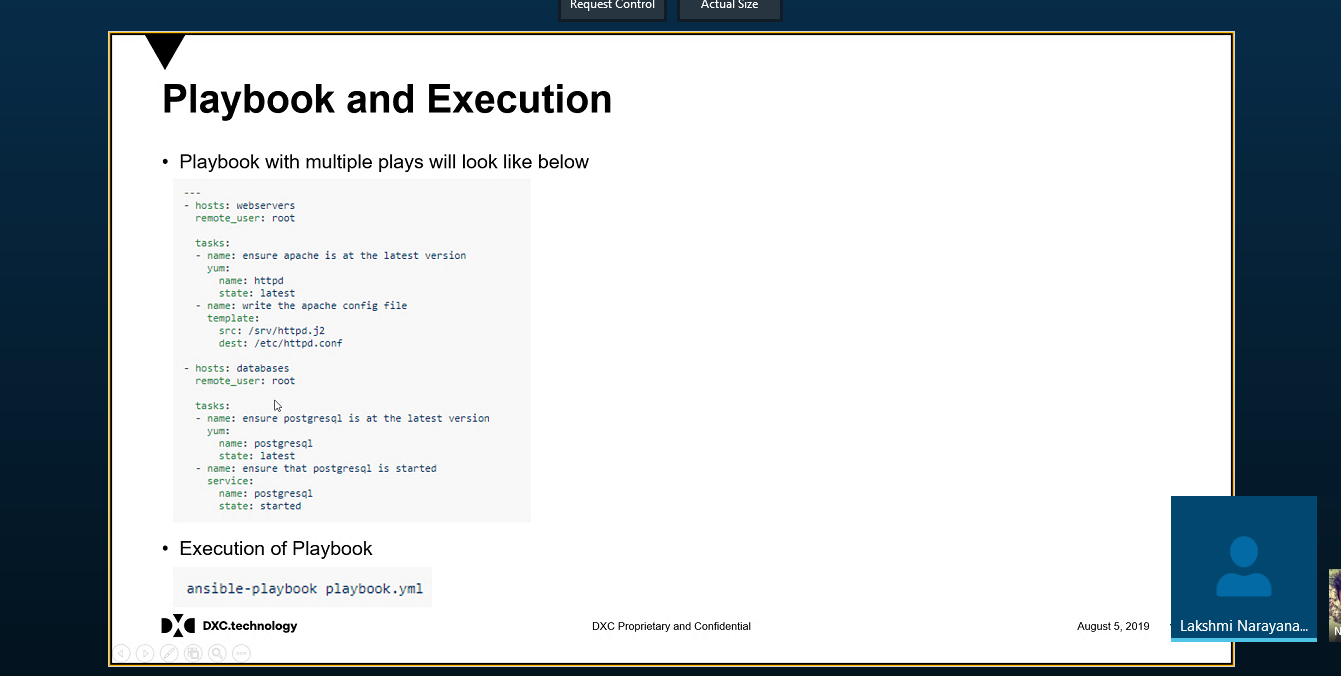 Request Control
Actual Size
Playbook and Execution
• Playbook with multiple plays will look like below
---
- hosts: webservers
  remote_user: root

  tasks:
  - name: ensure apache is at the latest version
    yum:
      name: httpd
      state: latest
  - name: write the apache config file
    template:
      src: /srv/httpd.j2
      dest: /etc/httpd.conf

- hosts: databases
  remote_user: root

  tasks:
  - name: ensure postgresql is at the latest version
    yum:
      name: postgresql
      state: latest
  - name: ensure that postgresql is started
    service:
      name: postgresql
      state: started
• Execution of Playbook
ansible-playbook playbook.yml
DXC.technology
DXC Proprietary and Confidential
August 5, 2019
Lakshmi Narayana...